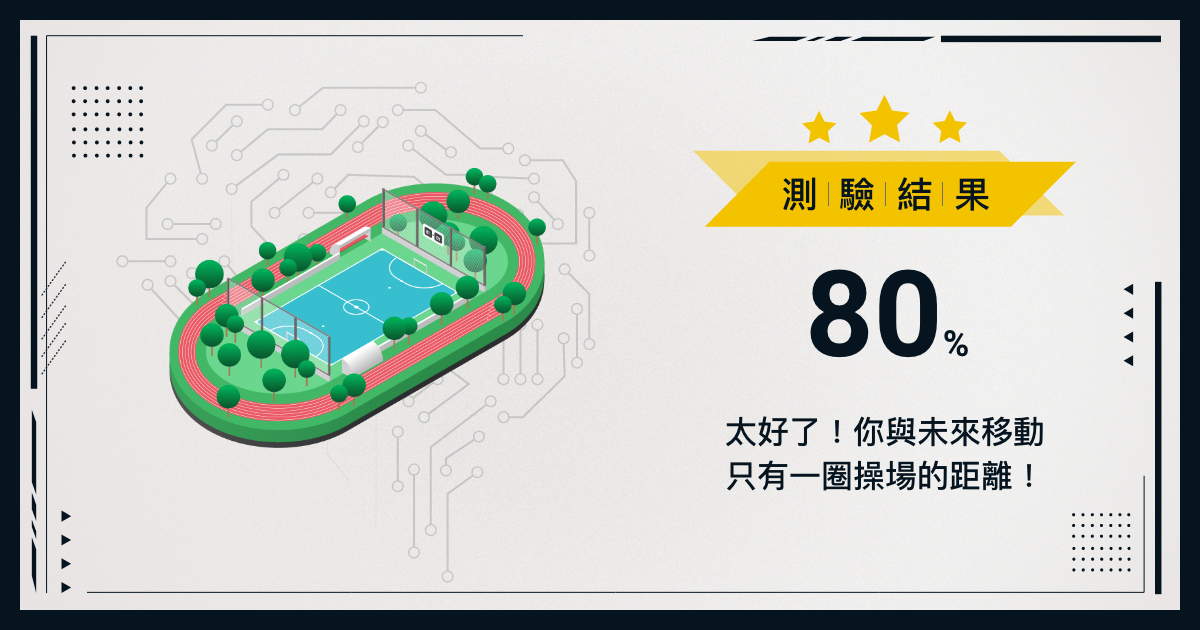 測驗結果
80%
太好了！你與未來移動
只有一圈操場的距離！